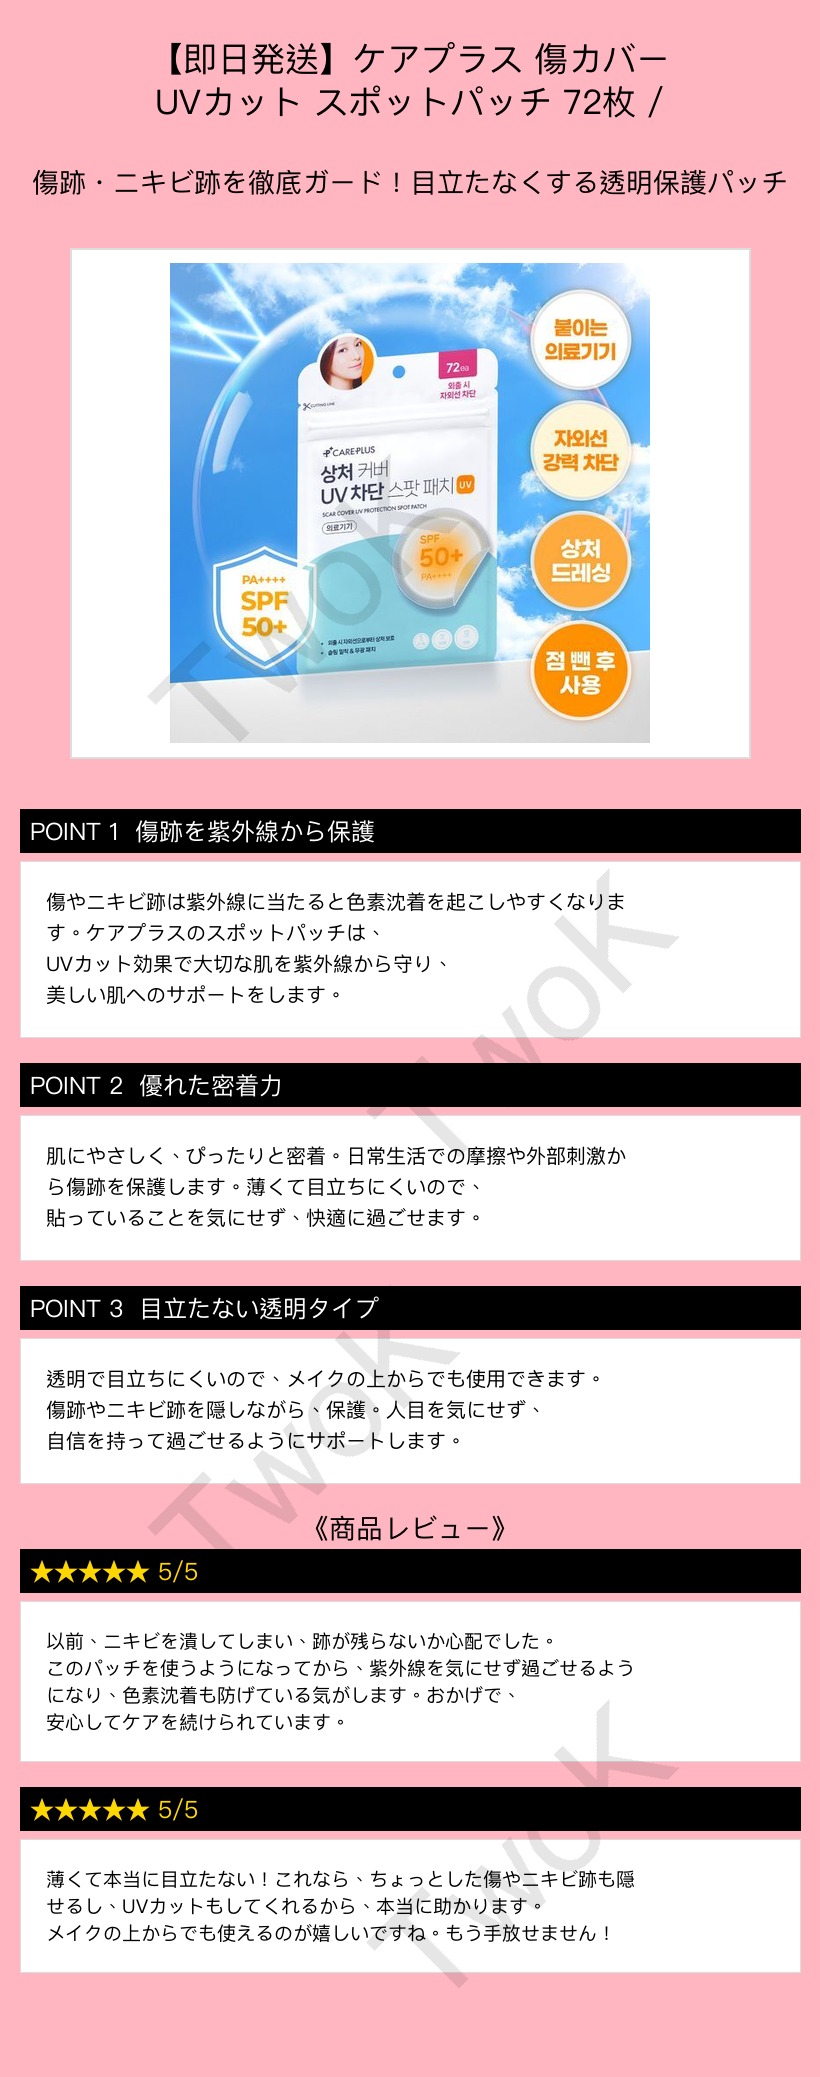 【即日発送】ケアプラス 傷カバー
UVカット スポットパッチ 72枚 /
傷跡・ニキビ跡を徹底ガード！目立たなくする透明保護パッチ
붙이는
의료기기
72ea
외출 시
자외선 차단
CUTTING LINE
자외선
강력 차단
CARE PLUS
상처 커버
UV 차단 스팟 패치 UV
SCAR COVER UV PROTECTION SPOT PATCH
의료기기
SPF
50+
PA++++
상처
드레싱
PA++++
SPF
50+
외출 시 자외선으로부터 상처 보호
슬림 밀착 & 무광 패치
점 뺀 후
사용
TwoK
POINT 1 傷跡を紫外線から保護
傷やニキビ跡は紫外線に当たると色素沈着を起こしやすくなりま
す。ケアプラスのスポットパッチは、
UVカット効果で大切な肌を紫外線から守り、
美しい肌へのサポートをします。
TwoK
POINT 2 優れた密着力
肌にやさしく、ぴったりと密着。日常生活での摩擦や外部刺激か
ら傷跡を保護します。薄くて目立ちにくいので、
貼っていることを気にせず、快適に過ごせます。
POINT 3 目立たない透明タイプ
透明で目立ちにくいので、メイクの上からでも使用できます。
傷跡やニキビ跡を隠しながら、保護。人目を気にせず、
自信を持って過ごせるようにサポートします。
TwoK
《商品レビュー》
★★★★★ 5/5
以前、ニキビを潰してしまい、跡が残らないか心配でした。
このパッチを使うようになってから、紫外線を気にせず過ごせるよう
になり、色素沈着も防げている気がします。おかげで、
安心してケアを続けられています。
★★★★★ 5/5
薄くて本当に目立たない！これなら、ちょっとした傷やニキビ跡も隠
せるし、UVカットもしてくれるから、本当に助かります。
メイクの上からでも使えるのが嬉しいですね。もう手放せません！
TwoK